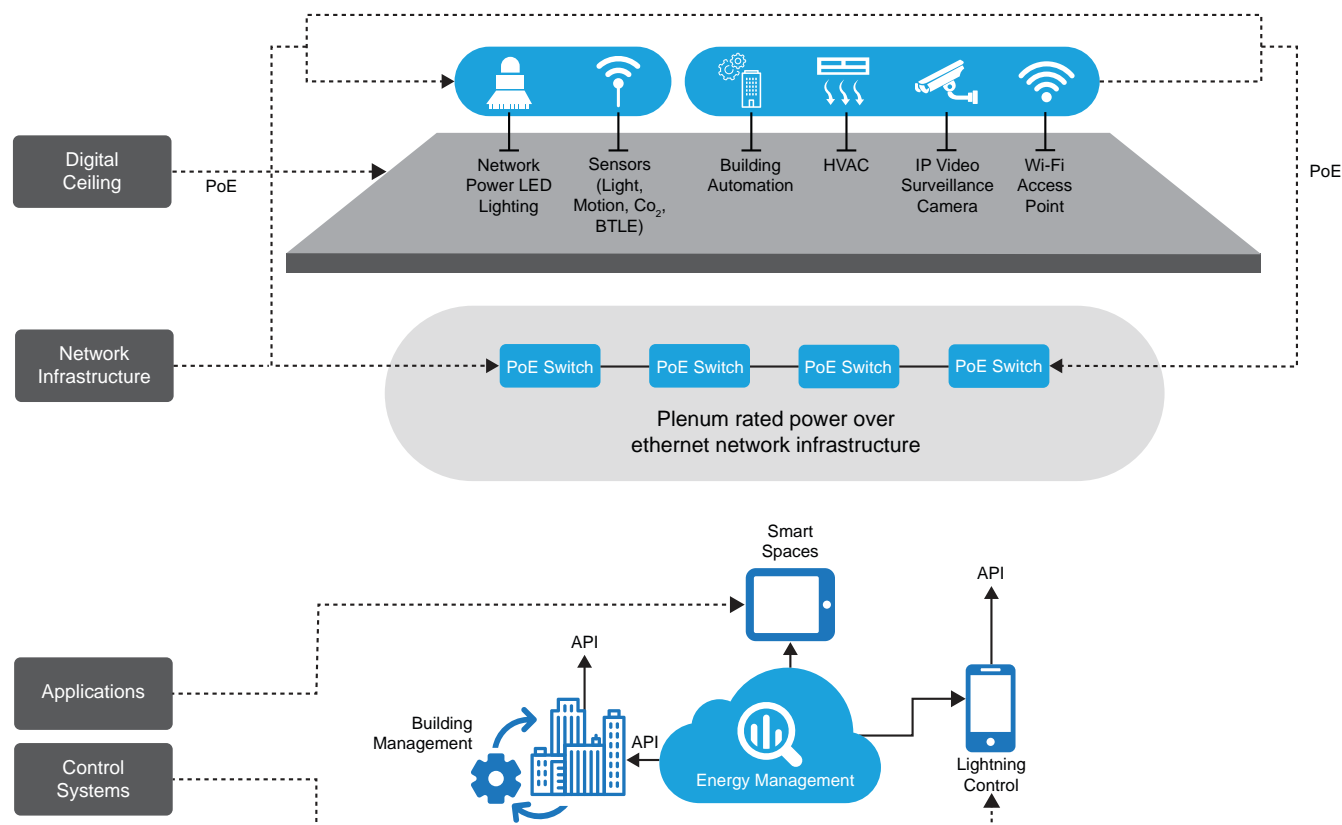 Digital
Ceiling
PoE
Network
Power LED
Lighting
Sensors
(Light,
Motion, Co₂,
BTLE)
Building
Automation
HVAC
IP Video
Surveillance
Camera
Wi-Fi
Access
Point
PoE
Network
Infrastructure
PoE Switch
PoE Switch
PoE Switch
PoE Switch
Plenum rated power over
ethernet network infrastructure
Smart
Spaces
API
API
Applications
Building
Management
API
Control
Systems
Energy Management
Lightning
Control